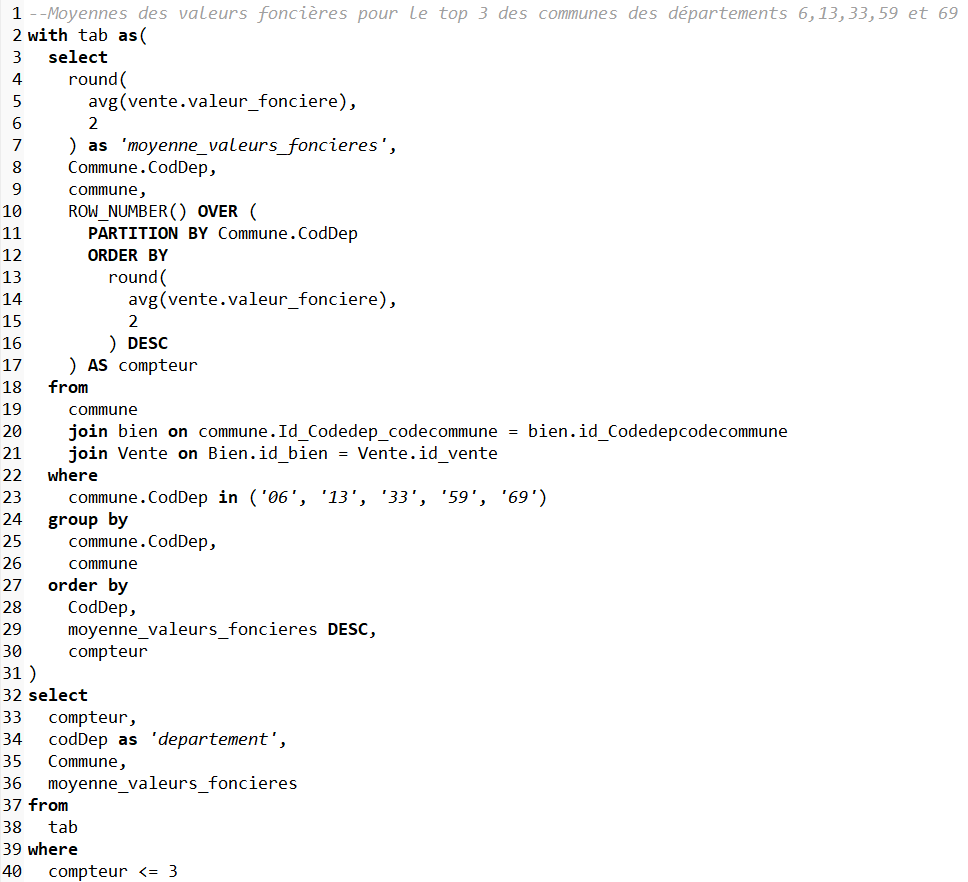 1 --Moyennes des valeurs foncières pour le top 3 des communes des départements 6,13,33,59 et 69
2 with tab as(
3   select
4     round(
5       avg(vente.valeur_fonciere),
6       2
7     ) as 'moyenne_valeurs_foncieres',
8     Commune.CodDep,
9     commune,
10     ROW_NUMBER() OVER (
11       PARTITION BY Commune.CodDep
12       ORDER BY
13         round(
14           avg(vente.valeur_fonciere),
15           2
16         ) DESC
17     ) AS compteur
18   from
19     commune
20     join bien on commune.Id_Codedep_codecommune = bien.id_Codedepcodecommune
21     join Vente on Bien.id_bien = Vente.id_vente
22   where
23     commune.CodDep in ('06', '13', '33', '59', '69')
24   group by
25     commune.CodDep,
26     commune
27   order by
28     CodDep,
29     moyenne_valeurs_foncieres DESC,
30     compteur
31 )
32 select
33   compteur,
34   codDep as 'departement',
35   Commune,
36   moyenne_valeurs_foncieres
37 from
38   tab
39 where
40   compteur <= 3